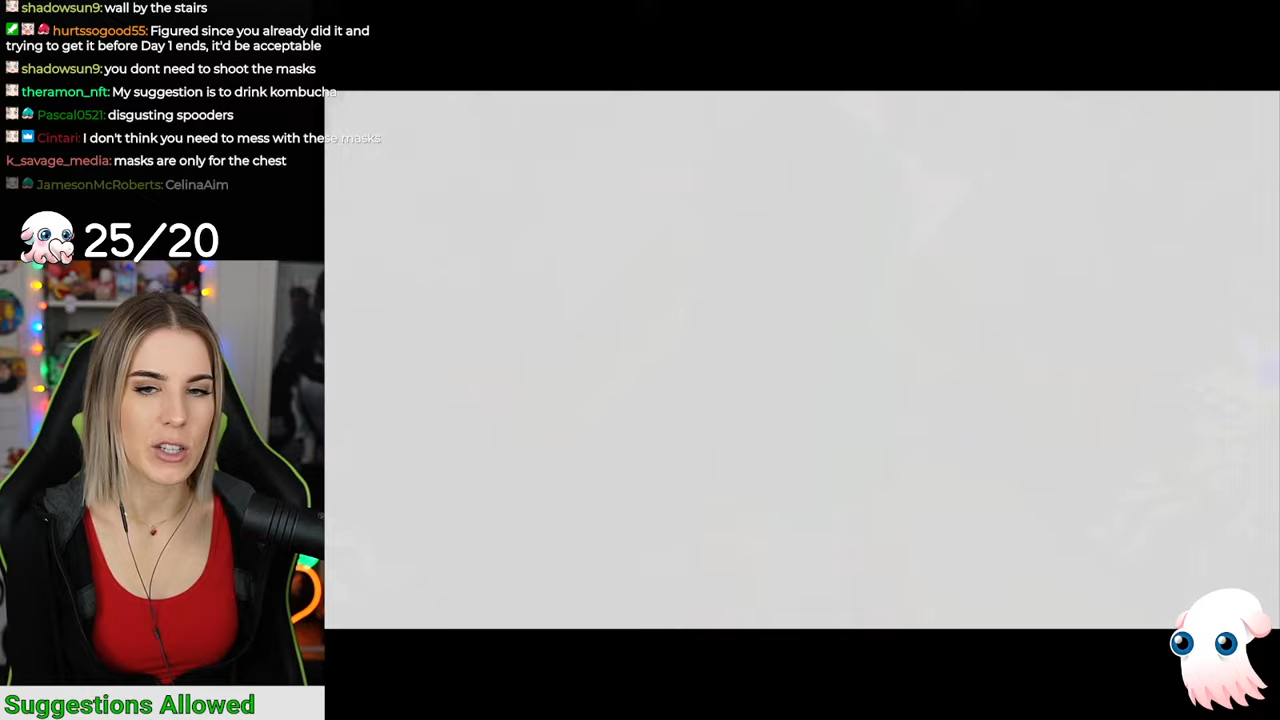 shadowsun9: wall by the stairs
hurtssogood55: Figured since you already did it and
trying to get it before Day 1 ends, it'd be acceptable
shadowsun9: you dont need to shoot the masks
theramon_nft: My suggestion is to drink kombucha
Pascal0521: disgusting spooders
Cintari: I don't think you need to mess with these masks
k_savage_media: masks are only for the chest
JamesonMcRoberts: CelinaAim
25/20
Suggestions Allowed